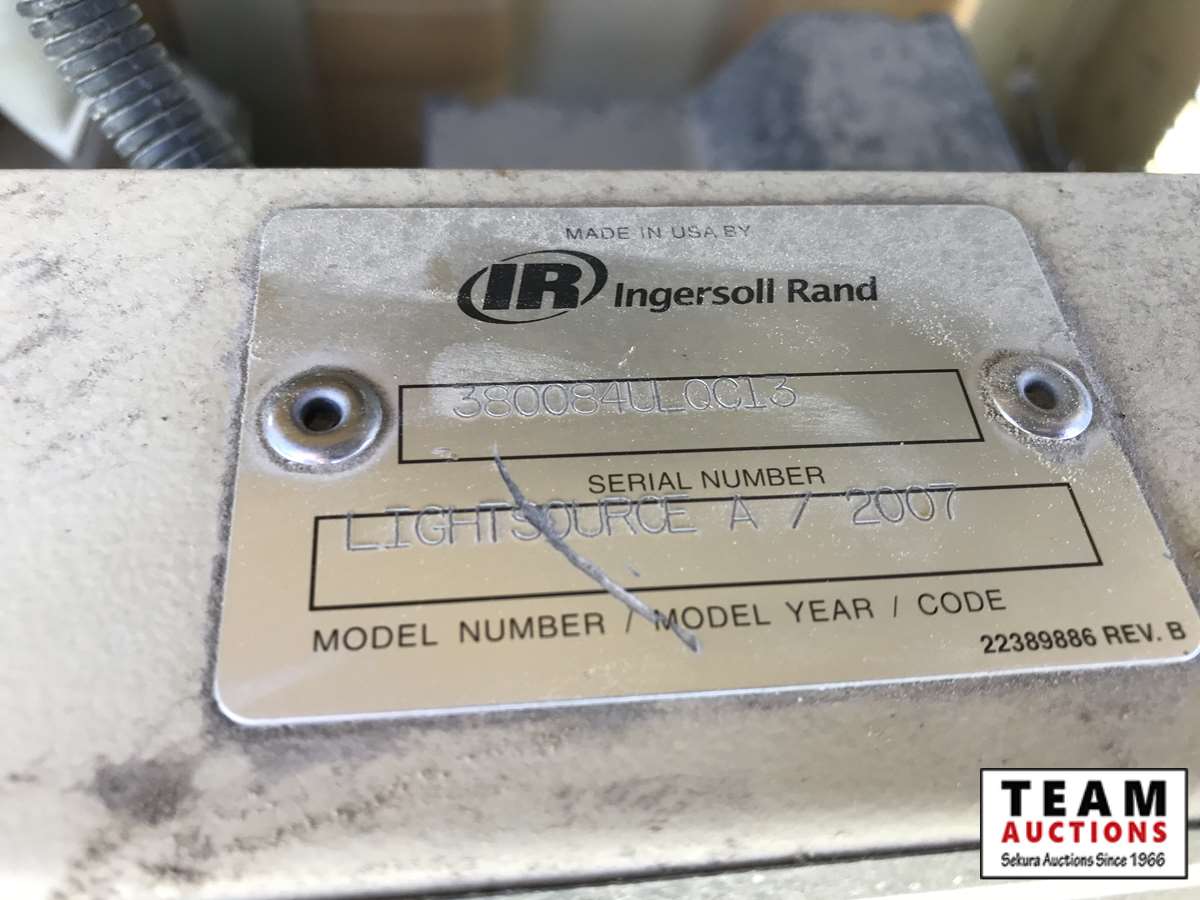 MADE IN USA BY
IR Ingersoll Rand
380084ULQC13
SERIAL NUMBER
LIGHTSOURCE A / 2007
MODEL NUMBER / MODEL YEAR / CODE
22389886 REV. B
TEAM
AUCTIONS
Sekura Auctions Since 1966